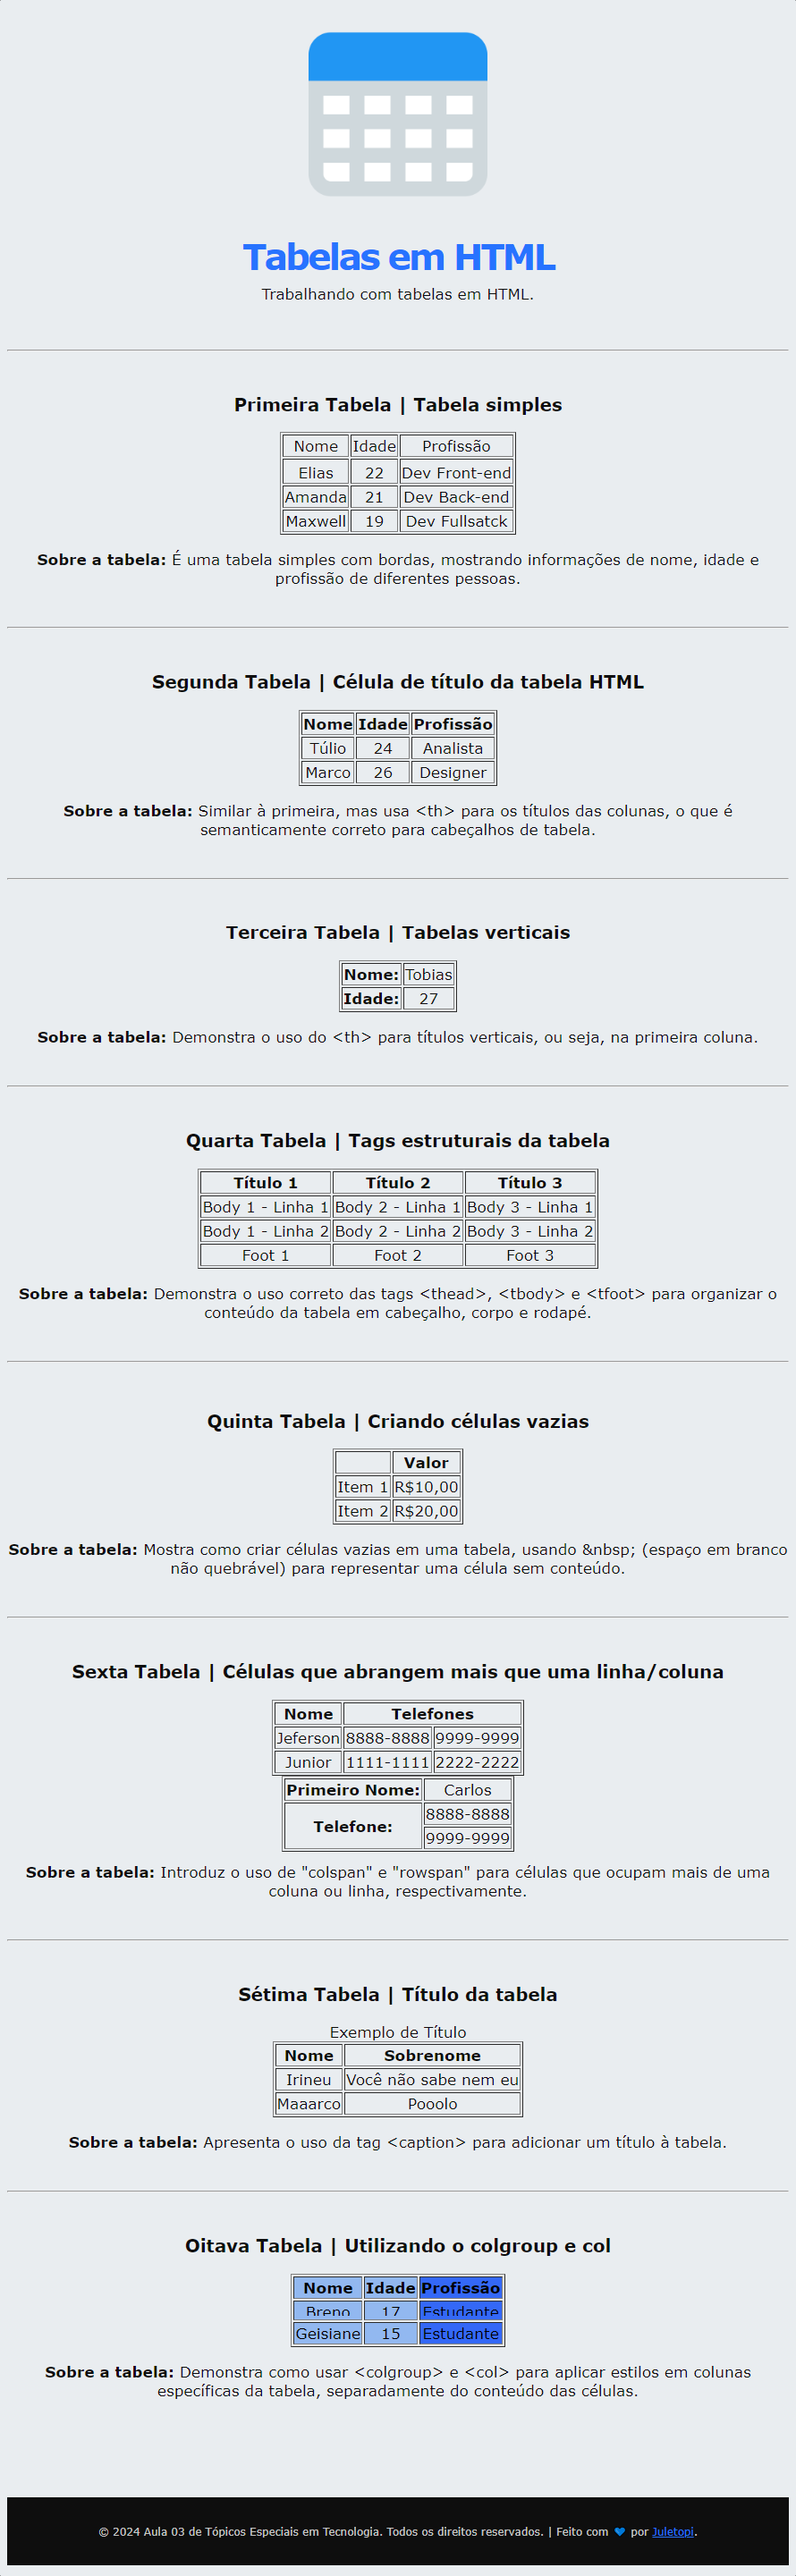 Tabelas em HTML
Trabalhando com tabelas em HTML.
Primeira Tabela | Tabela simples
Nome Idade Profissão
Elias 22 Dev Front-end
Amanda 21 Dev Back-end
Maxwell 19 Dev Fullsatck
Sobre a tabela: É uma tabela simples com bordas, mostrando informações de nome, idade e
profissão de diferentes pessoas.
Segunda Tabela | Célula de título da tabela HTML
Nome Idade Profissão
Túlio 24 Analista
Marco 26 Designer
Sobre a tabela: Similar à primeira, mas usa <th> para os títulos das colunas, o que é
semanticamente correto para cabeçalhos de tabela.
Terceira Tabela | Tabelas verticais
Nome: Tobias
Idade: 27
Sobre a tabela: Demonstra o uso do <th> para títulos verticais, ou seja, na primeira coluna.
Quarta Tabela | Tags estruturais da tabela
Título 1 Título 2 Título 3
Body 1 - Linha 1 Body 2 - Linha 1 Body 3 - Linha 1
Body 1 - Linha 2 Body 2 - Linha 2 Body 3 - Linha 2
Foot 1 Foot 2 Foot 3
Sobre a tabela: Demonstra o uso correto das tags <thead>, <tbody> e <tfoot> para organizar o
conteúdo da tabela em cabeçalho, corpo e rodapé.
Quinta Tabela | Criando células vazias
Valor
Item 1 R$10,00
Item 2 R$20,00
Sobre a tabela: Mostra como criar células vazias em uma tabela, usando &nbsp; (espaço em branco
não quebrável) para representar uma célula sem conteúdo.
Sexta Tabela | Células que abrangem mais que uma linha/coluna
Nome Telefones
Jeferson 8888-8888 9999-9999
Junior 1111-1111 2222-2222
Primeiro Nome: Carlos
Telefone: 8888-8888
9999-9999
Sobre a tabela: Introduz o uso de "colspan" e "rowspan" para células que ocupam mais de uma
coluna ou linha, respectivamente.
Sétima Tabela | Título da tabela
Exemplo de Título
Nome Sobrenome
Irineu Você não sabe nem eu
Maaarco Pooolo
Sobre a tabela: Apresenta o uso da tag <caption> para adicionar um título à tabela.
Oitava Tabela | Utilizando o colgroup e col
Nome Idade Profissão
Breno 17 Estudante
Geisiane 15 Estudante
Sobre a tabela: Demonstra como usar <colgroup> e <col> para aplicar estilos em colunas
específicas da tabela, separadamente do conteúdo das células.
© 2024 Aula 03 de Tópicos Especiais em Tecnologia. Todos os direitos reservados. | Feito com ♥ por Juletopi.